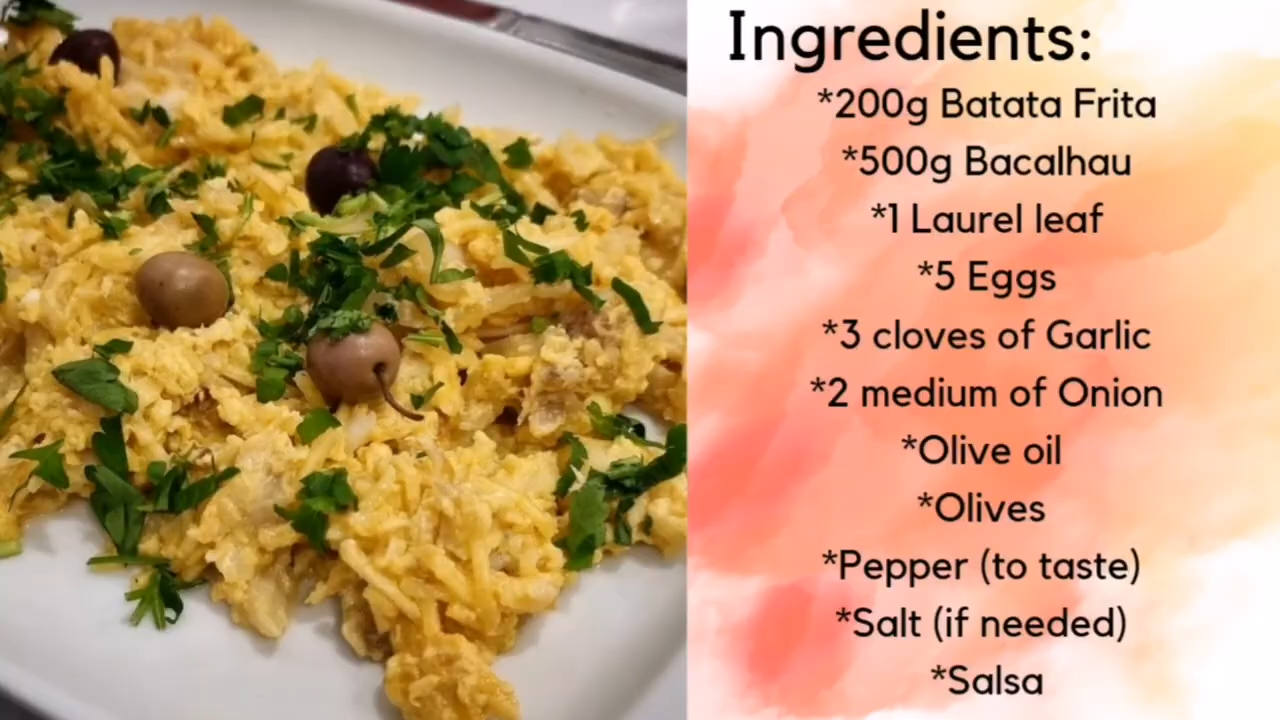 Ingredients:
*200g Batata Frita
*500g Bacalhau
*1 Laurel leaf
*5 Eggs
*3 cloves of Garlic
*2 medium of Onion
*Olive oil
*Olives
*Pepper (to taste)
*Salt (if needed)
*Salsa